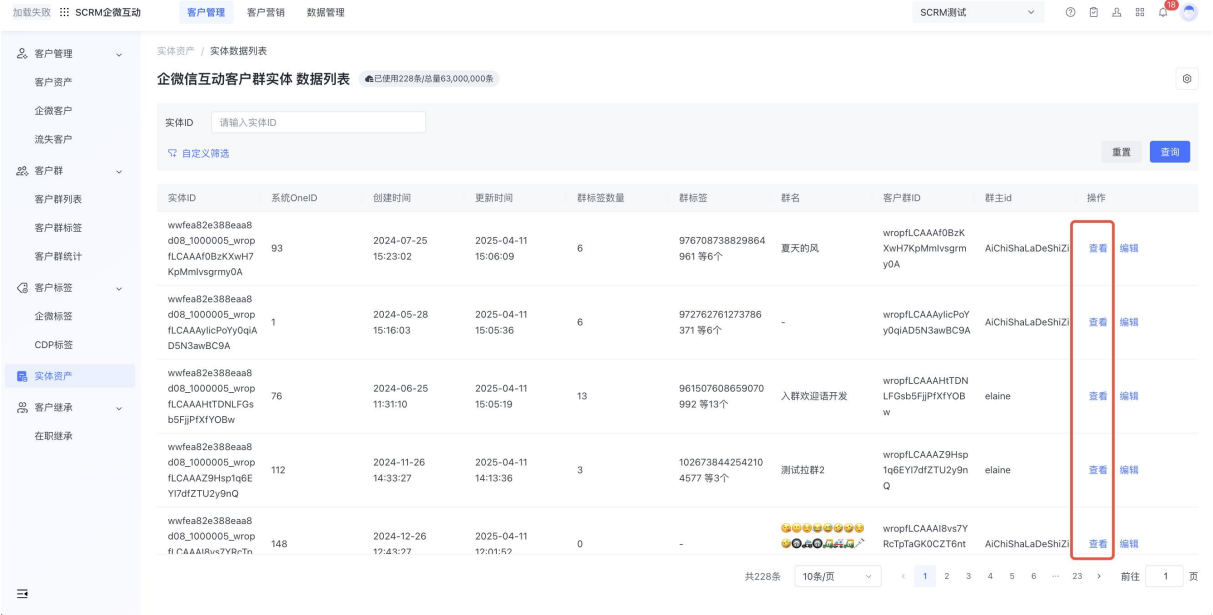 加载失败 SCRM企微互动 客户管理 客户营销 数据管理 SCRM测试 18
客户管理
客户资产
企微客户
流失客户
客户群
客户群列表
客户群标签
客户群统计
客户标签
企微标签
CDP标签
实体资产
客户继承
在职继承
实体资产 / 实体数据列表
企微信互动客户群实体 数据列表 已使用228条/总量63,000,000条
实体ID 请输入实体ID
自定义筛选 重置 查询
实体ID 系统OneID 创建时间 更新时间 群标签数量 群标签 群名 客户群ID 群主id 操作
wwfea82e388eaa8
d08_1000005_wrop
fLCAAAf0BzKXwH7
KpMmIvsgrmy0A
93
2024-07-25
15:23:02
2025-04-11
15:06:09
6
976708738829864
961 等6个
夏天的风
wropfLCAAAf0BzK
XwH7KpMmIvsgrm
y0A
AiChiShaLaDeShiZi
查看 编辑
wwfea82e388eaa8
d08_1000005_wrop
fLCAAAylicPoYy0qiA
D5N3awBC9A
1
2024-05-28
15:16:03
2025-04-11
15:05:36
6
972762761273786
371 等6个
-
wropfLCAAAylicPoY
y0qiAD5N3awBC9A
AiChiShaLaDeShiZi
查看 编辑
wwfea82e388eaa8
d08_1000005_wrop
fLCAAAHtTDNLFGs
b5FjjPfXfYOBw
76
2024-06-25
11:31:10
2025-04-11
15:05:19
13
961507608659070
992 等13个
入群欢迎语开发
wropfLCAAAHtTDN
LFGsb5FjjPfXfYOB
w
elaine
查看 编辑
wwfea82e388eaa8
d08_1000005_wrop
fLCAAAZ9Hsp1q6E
YI7dfZTU2y9nQ
112
2024-11-26
14:33:27
2025-04-11
14:13:36
3
102673844254210
4577 等3个
测试拉群2
wropfLCAAAZ9Hsp
1q6EYI7dfZTU2y9n
Q
elaine
查看 编辑
wwfea82e388eaa8
d08_1000005_wrop
fLCAAAI8vs7YRcTp
148
2024-12-26
12:43:27
2025-04-11
12:01:52
0
-
wropfLCAAAI8vs7Y
RcTpTaGK0CZT6nt
AiChiShaLaDeShiZi
查看 编辑
共228条 10条/页 1 2 3 4 5 6 ··· 23 前往 1 页